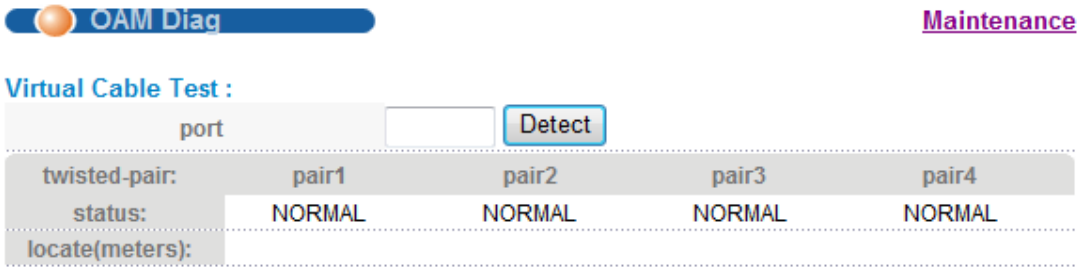 OAM Diag Maintenance
Virtual Cable Test :
port Detect
twisted-pair: pair1 pair2 pair3 pair4
status: NORMAL NORMAL NORMAL NORMAL
locate(meters):